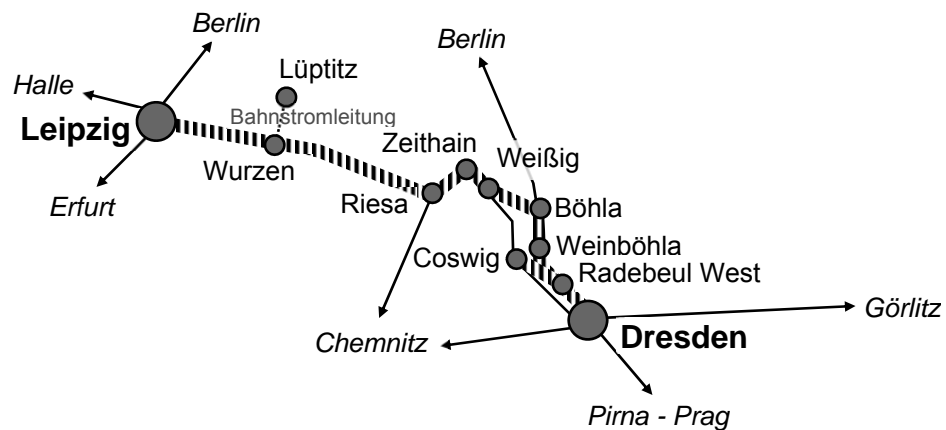 Berlin
Berlin
Halle
Lüptitz
Bahnstromleitung
Leipzig
Zeithain
Weißig
Wurzen
Riesa
Böhla
Erfurt
Weinböhla
Coswig
Radebeul West
Görlitz
Chemnitz
Dresden
Pirna - Prag